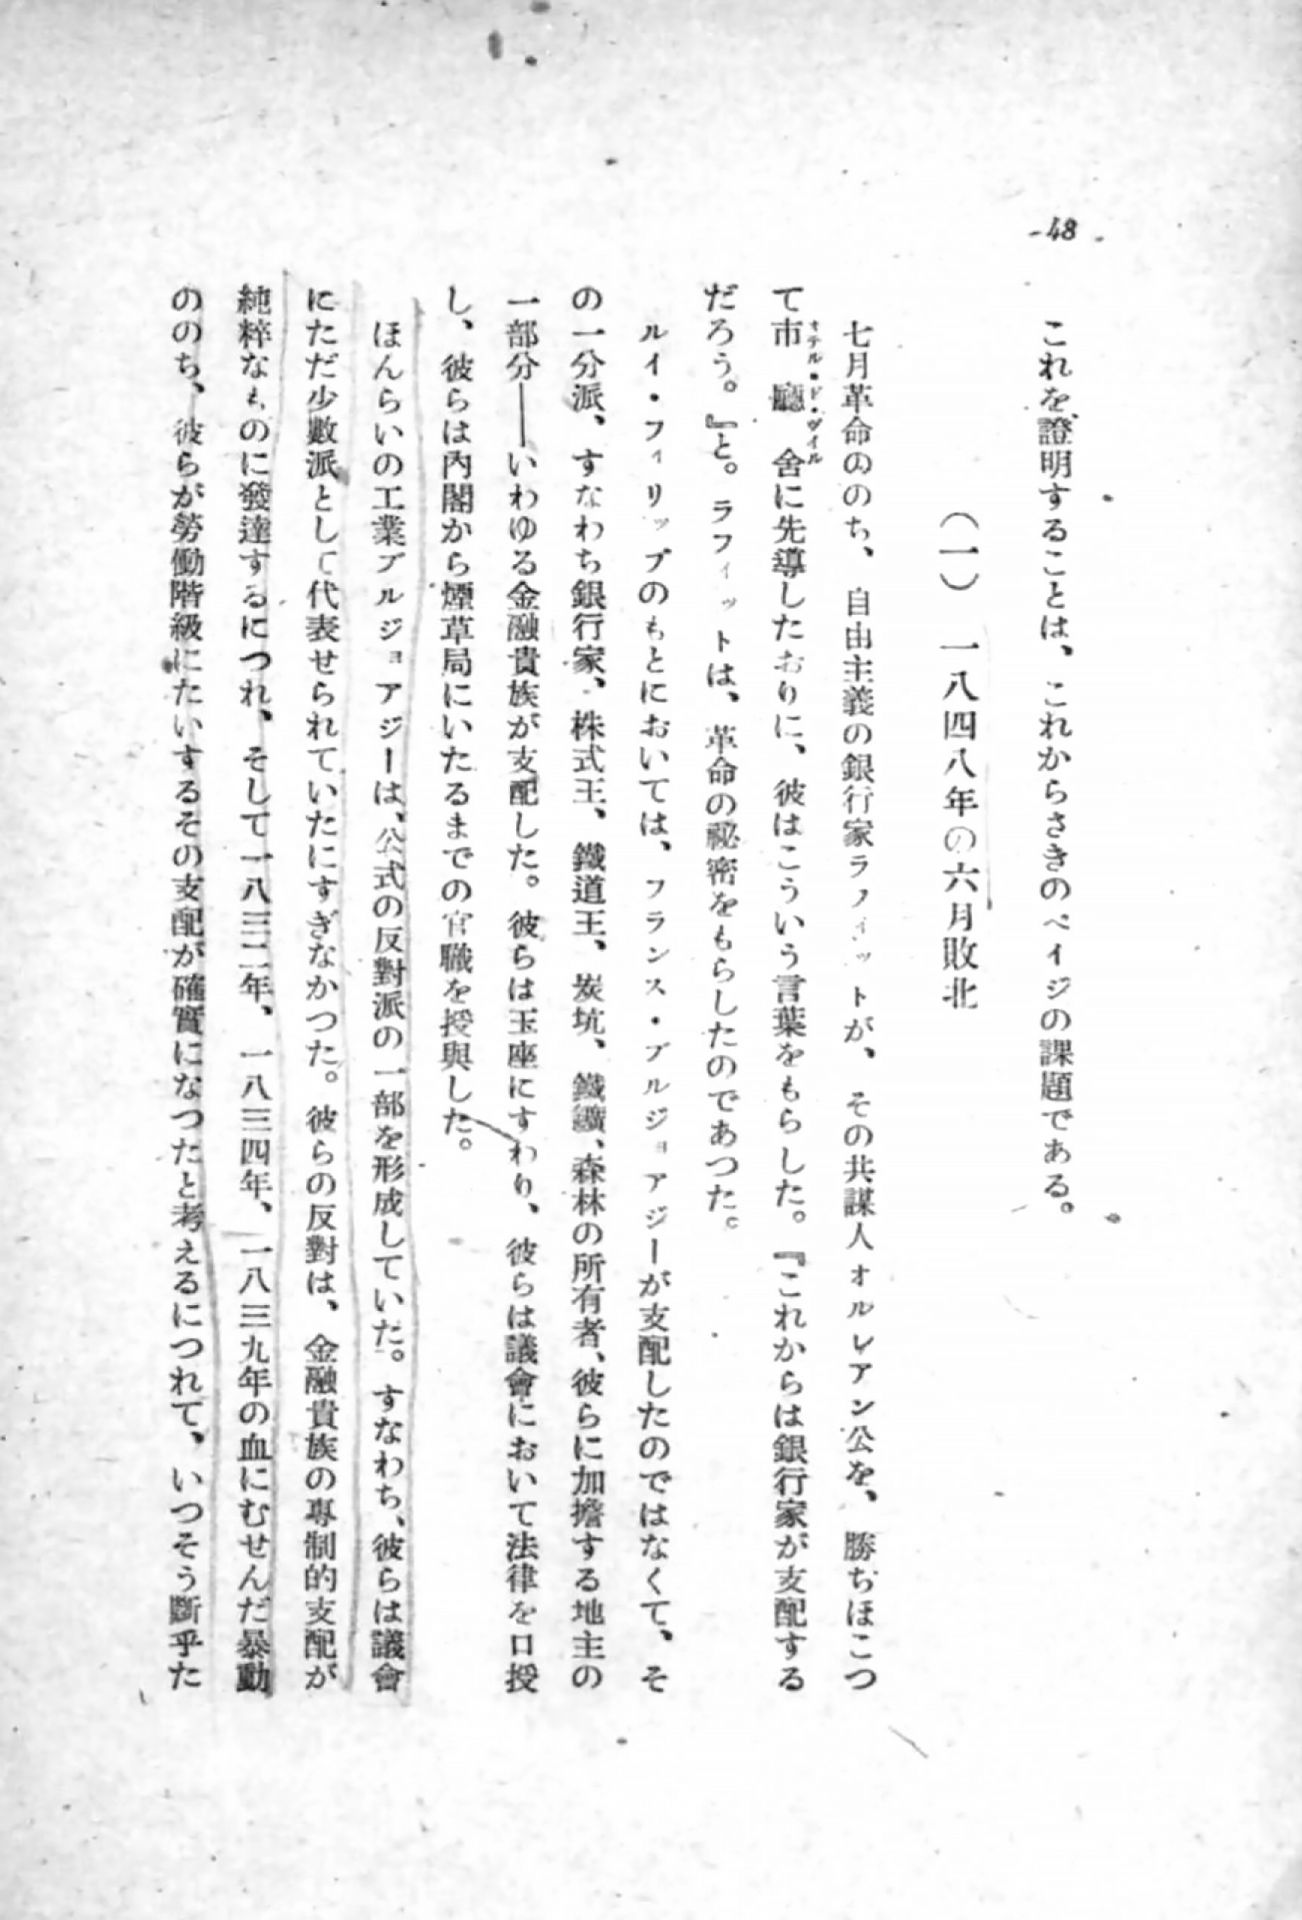 -48-
これを證明することは、これからさきのペイジの課題である。
（一）　一八四八年の六月敗北
七月革命ののち、自由主義の銀行家ラフィットが、その共謀人オルレアン公を、勝ちほこつ
て市廳舍に先導したおりに、彼はこういう言葉をもらした。『これからは銀行家が支配する
オテル・ド・ヴイル
だろう。』と。ラフィットは、革命の祕密をもらしたのであつた。
ルイ・フィリップのもとにおいては、フランス・ブルジョアジーが支配したのではなくて、そ
の一分派、すなわち銀行家、株式王、鐵道王、炭坑、鐵鑛、森林の所有者、彼らに加擔する地主の
一部分——いわゆる金融貴族が支配した。彼らは玉座にすわり、彼らは議會において法律を口授
し、彼らは內閣から煙草局にいたるまでの官職を授與した。
ほんらいの工業ブルジョアジーは、公式の反對派の一部を形成していた。すなわち、彼らは議會
にただ少數派として代表せられていたにすぎなかつた。彼らの反對は、金融貴族の專制的支配が
純粹なものに發達するにつれ、そして一八三二年、一八三四年、一八三九年の血にむせんだ暴動
ののち、彼らが勞働階級にたいするその支配が確實になつたと考えるにつれて、いつそう斷乎た